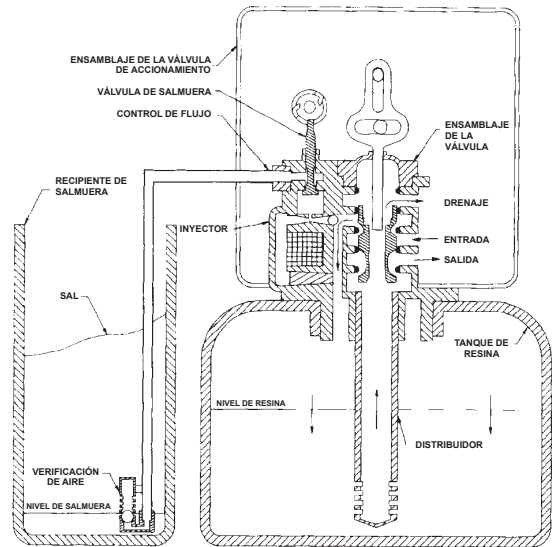 ENSAMBLAJE DE LA VÁLVULA
DE ACCIONAMIENTO
VÁLVULA DE SALMUERA
CONTROL DE FLUJO
ENSAMBLAJE
DE LA
VÁLVULA
RECIPIENTE DE
SALMUERA
DRENAJE
INYECTOR
ENTRADA
SALIDA
SAL
TANQUE DE
RESINA
NIVEL DE RESINA
DISTRIBUIDOR
VERIFICACIÓN
DE AIRE
NIVEL DE SALMUERA